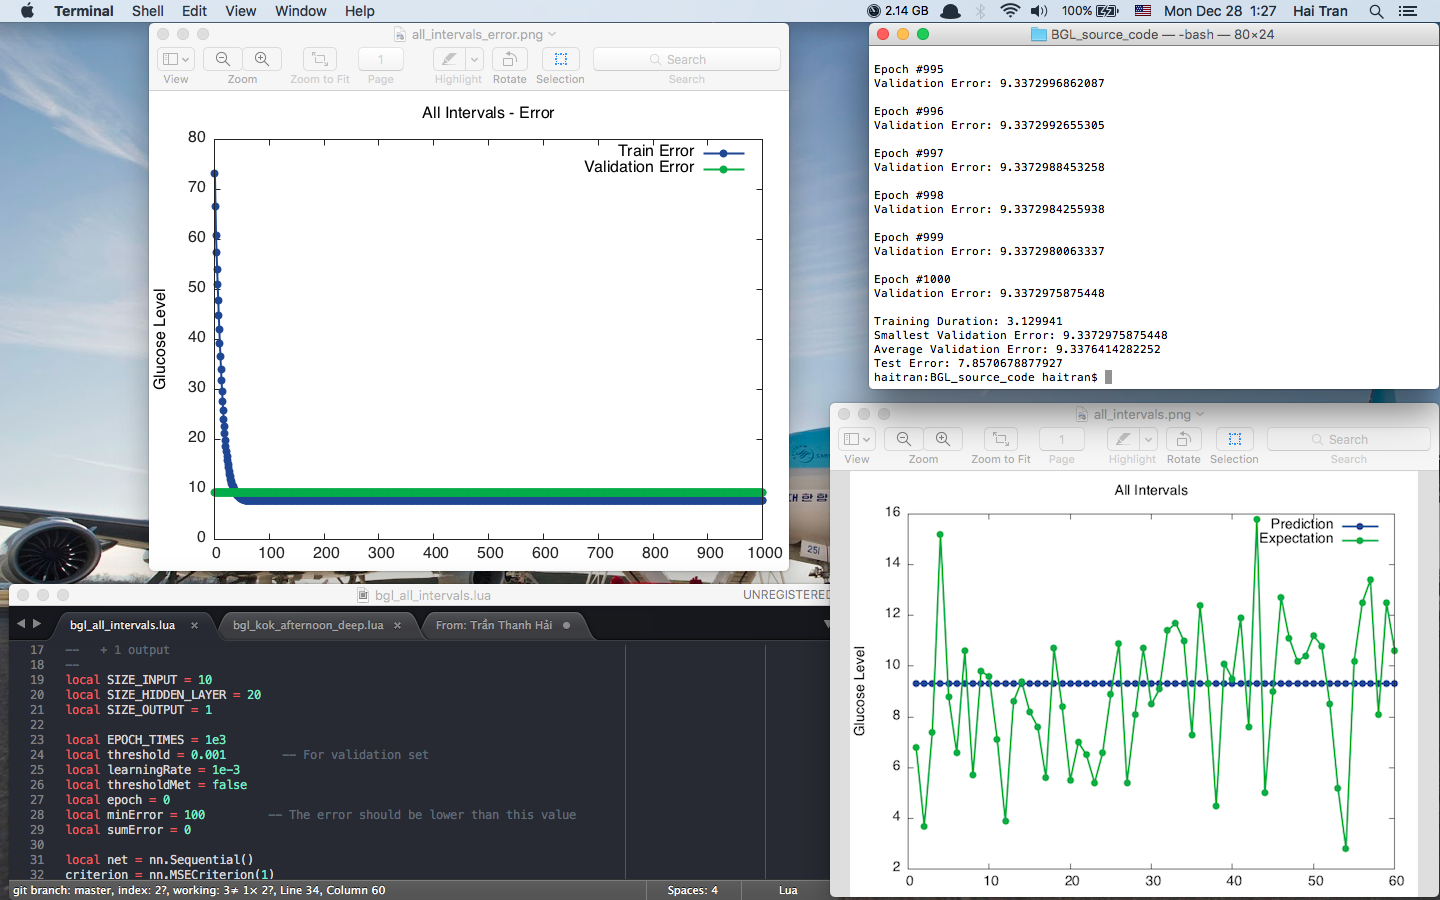 Terminal Shell Edit View Window Help
2.14 GB 100% Mon Dec 28 1:27 Hai Tran
all_intervals_error.png
1
Search
View Zoom Zoom to Fit Page Highlight Rotate Selection Search
All Intervals - Error
Train Error
Validation Error
Glucose Level
80
70
60
50
40
30
20
10
0
0 100 200 300 400 500 600 700 800 900 1000
BGL_source_code — -bash — 80×24
Epoch #995
Validation Error: 9.3372996862087
Epoch #996
Validation Error: 9.3372992655305
Epoch #997
Validation Error: 9.3372988453258
Epoch #998
Validation Error: 9.3372984255938
Epoch #999
Validation Error: 9.3372980063337
Epoch #1000
Validation Error: 9.3372975875448
Training Duration: 3.129941
Smallest Validation Error: 9.3372975875448
Average Validation Error: 9.3376414282252
Test Error: 7.8570678877927
haitran:BGL_source_code haitran$
대한항
251
bgl_all_intervals.lua
UNREGISTERED
bgl_all_intervals.lua × bgl_kok_afternoon_deep.lua × From: Trần Thanh Hải
17 -- + 1 output
18 --
19 local SIZE_INPUT = 10
20 local SIZE_HIDDEN_LAYER = 20
21 local SIZE_OUTPUT = 1
22
23 local EPOCH_TIMES = 1e3
24 local threshold = 0.001 -- For validation set
25 local learningRate = 1e-3
26 local thresholdMet = false
27 local epoch = 0
28 local minError = 100 -- The error should be lower than this value
29 local sumError = 0
30
31 local net = nn.Sequential()
32 criterion = nn.MSECriterion(1)
git branch: master, index: 2?, working: 3≠ 1× 2?, Line 34, Column 60 Spaces: 4 Lua
all_intervals.png
1
Search
View Zoom Zoom to Fit Page Highlight Rotate Selection Search
All Intervals
Prediction
Expectation
Glucose Level
16
14
12
10
8
6
4
2
0 10 20 30 40 50 60